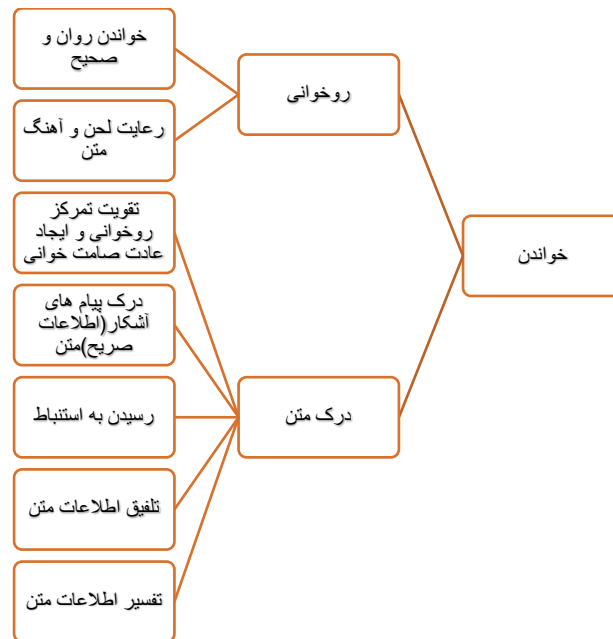 خواندن
روخوانی
خواندن روان و
صحیح
رعایت لحن و آهنگ
متن
درک متن
تقویت تمرکز
روخوانی و ایجاد
عادت صامت خوانی
درک پیام های
آشکار(اطلاعات
صریح)متن
رسیدن به استنباط
تلفیق اطلاعات متن
تفسیر اطلاعات متن